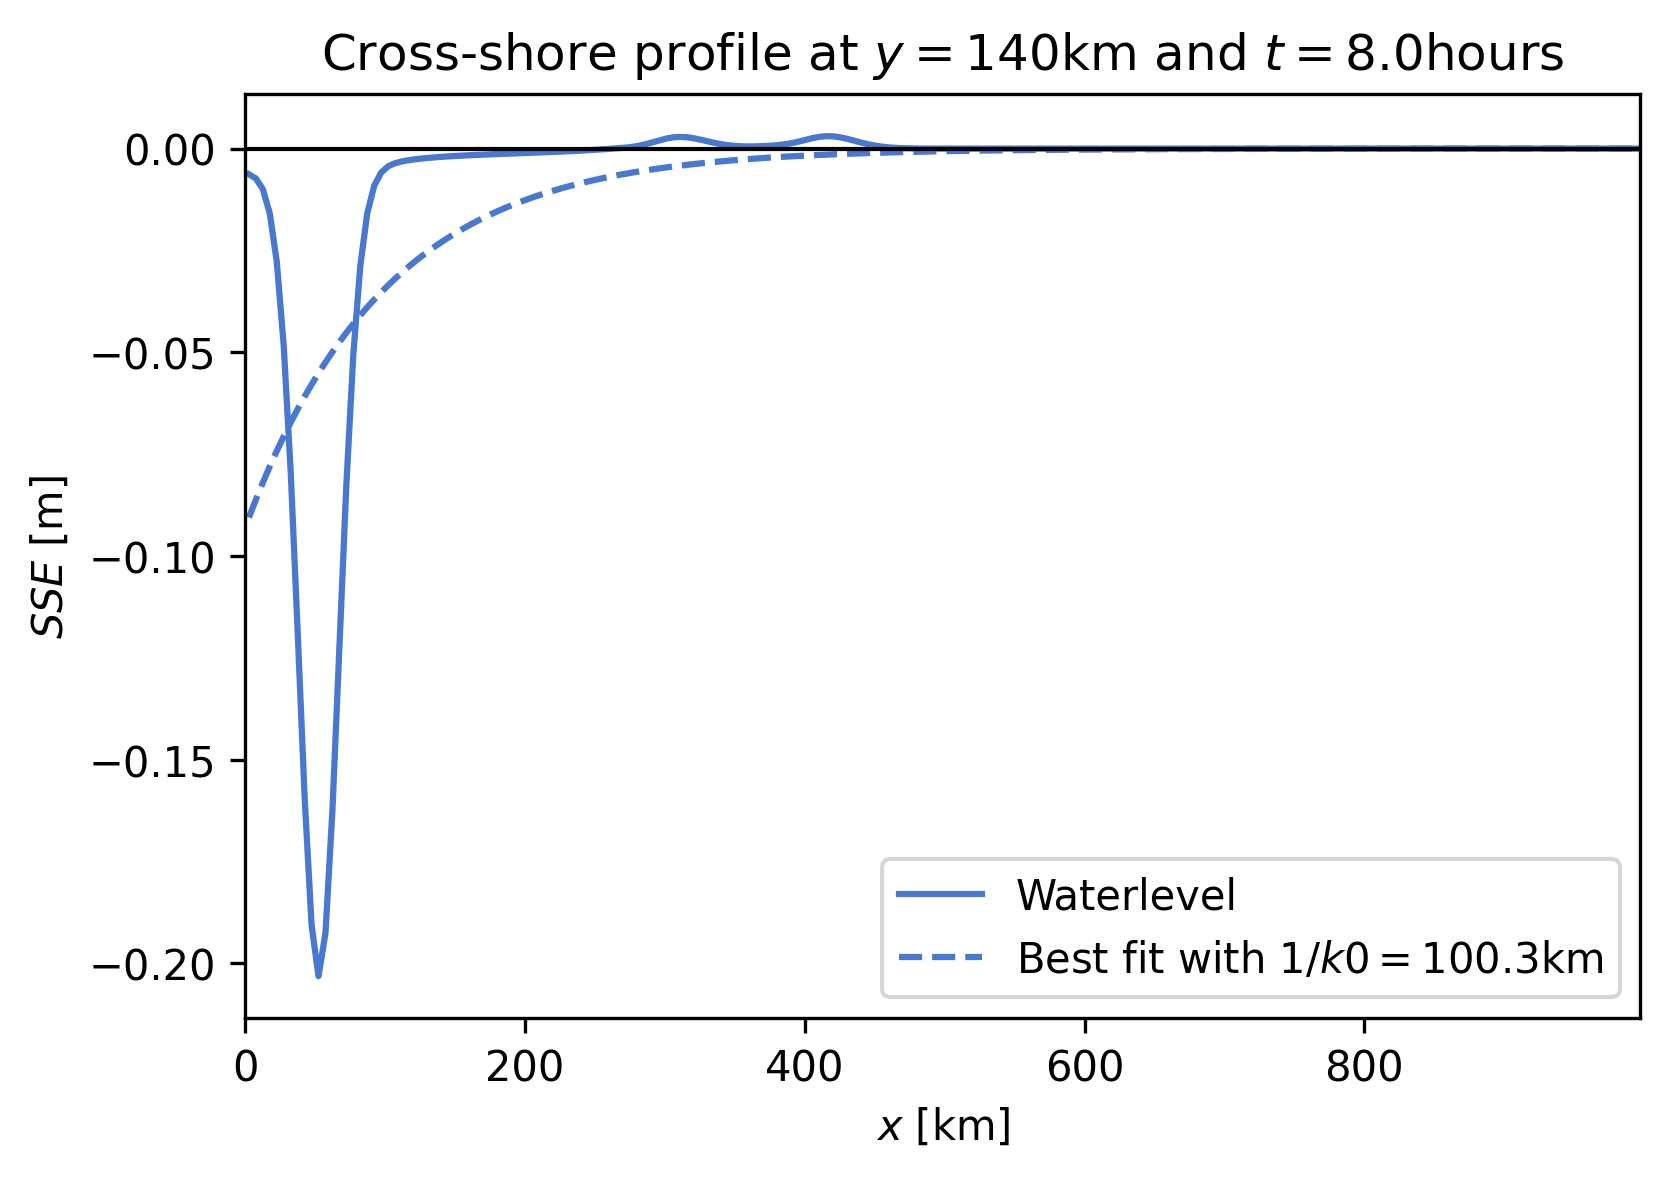 Cross-shore profile at y = 140km and t = 8.0hours
0.00
−0.05
−0.10
−0.15
−0.20
SSE [m]
0
200
400
600
800
x [km]
Waterlevel
Best fit with 1/k0 = 100.3km